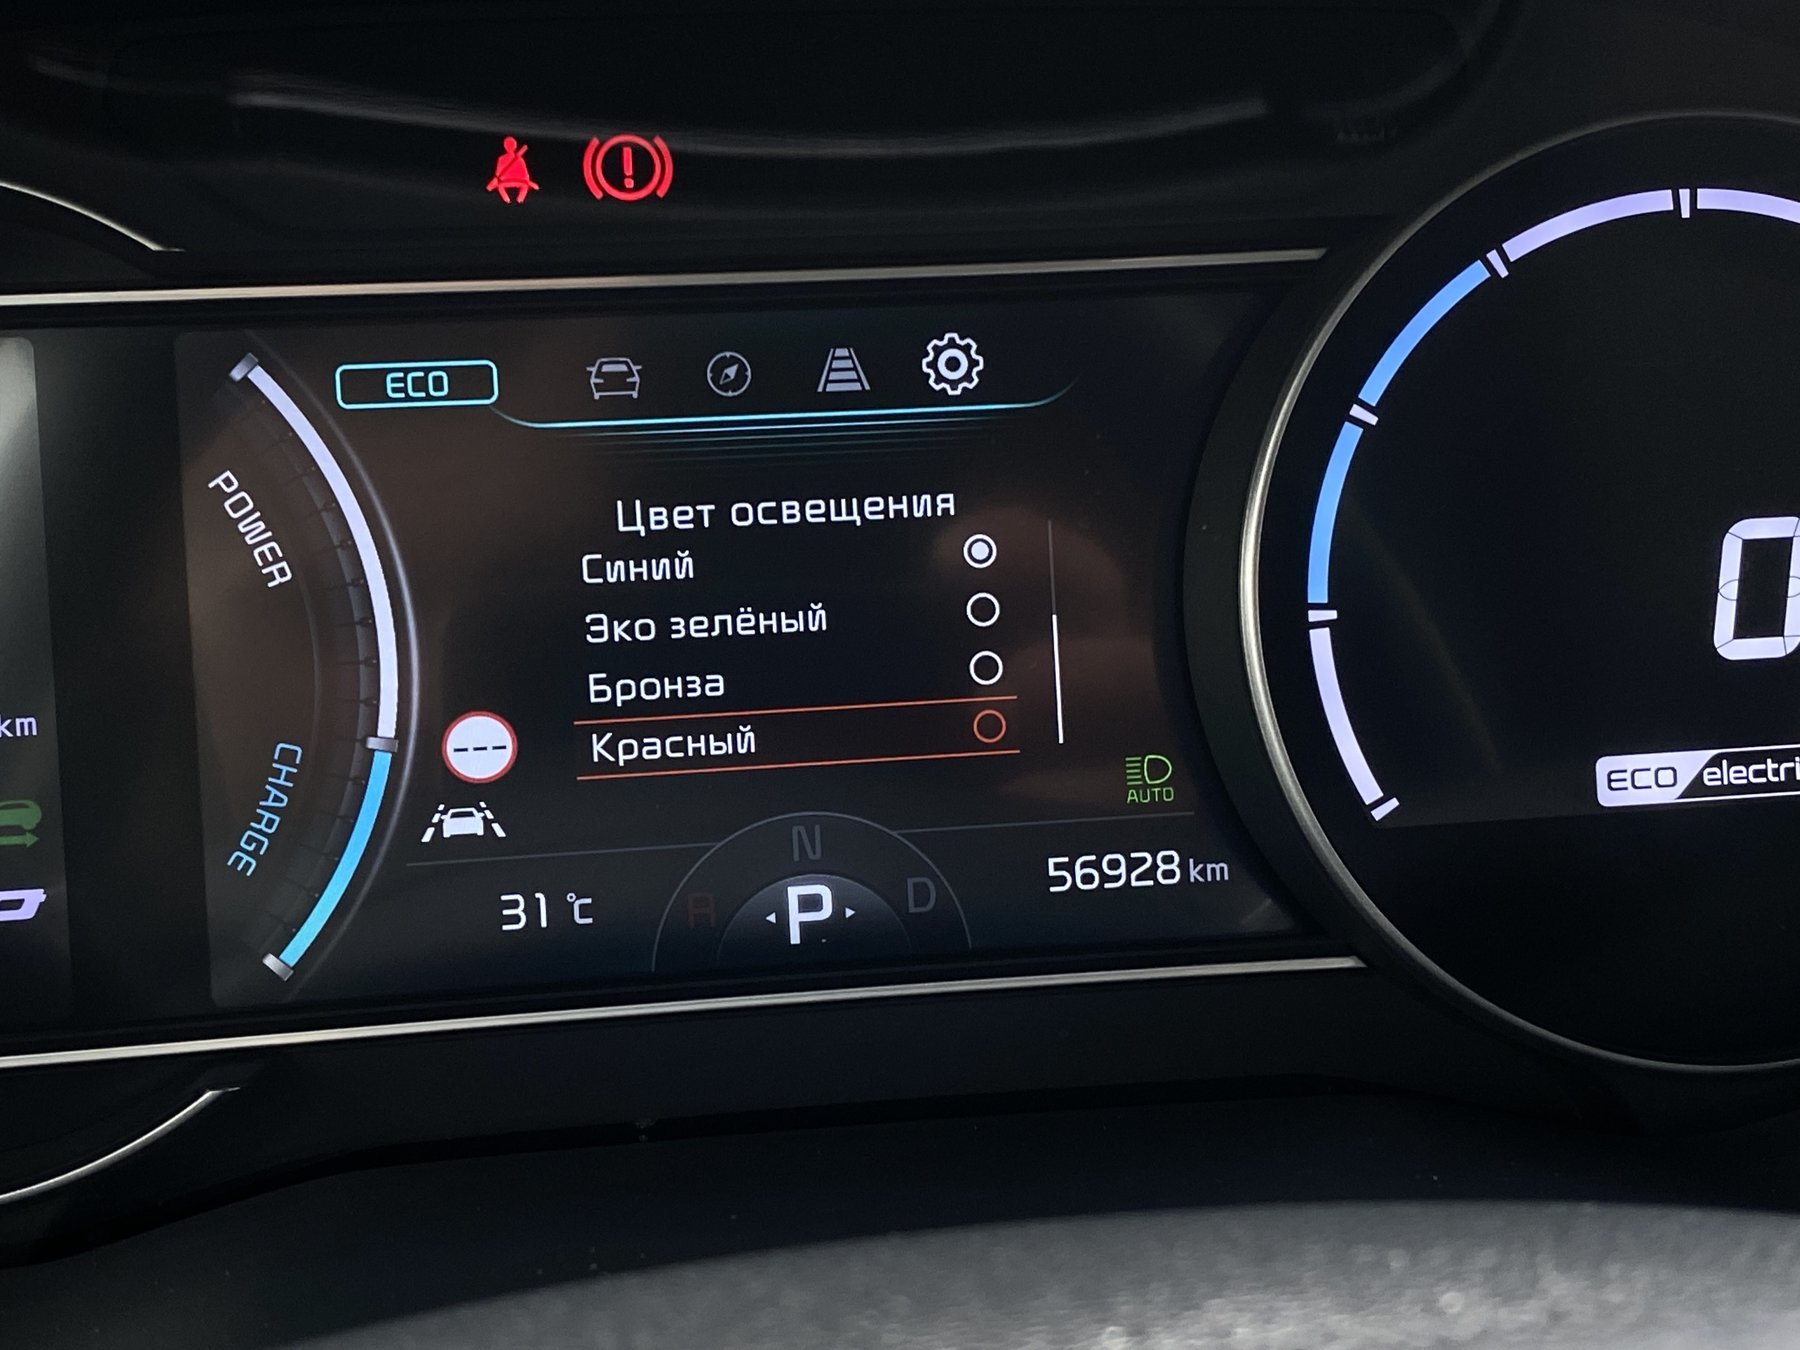 ECO
POWER
Цвет освещения
Синий
Эко зелёный
Бронза
Красный
km
---
CHARGE
AUTO
N
R
P
D
31 °C
56928 km
0
ECO electri